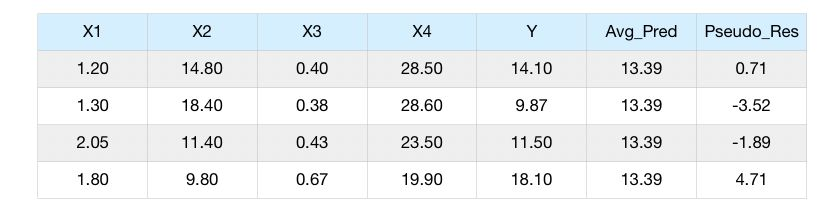 X1 X2 X3 X4 Y Avg_Pred Pseudo_Res
1.20 14.80 0.40 28.50 14.10 13.39 0.71
1.30 18.40 0.38 28.60 9.87 13.39 -3.52
2.05 11.40 0.43 23.50 11.50 13.39 -1.89
1.80 9.80 0.67 19.90 18.10 13.39 4.71